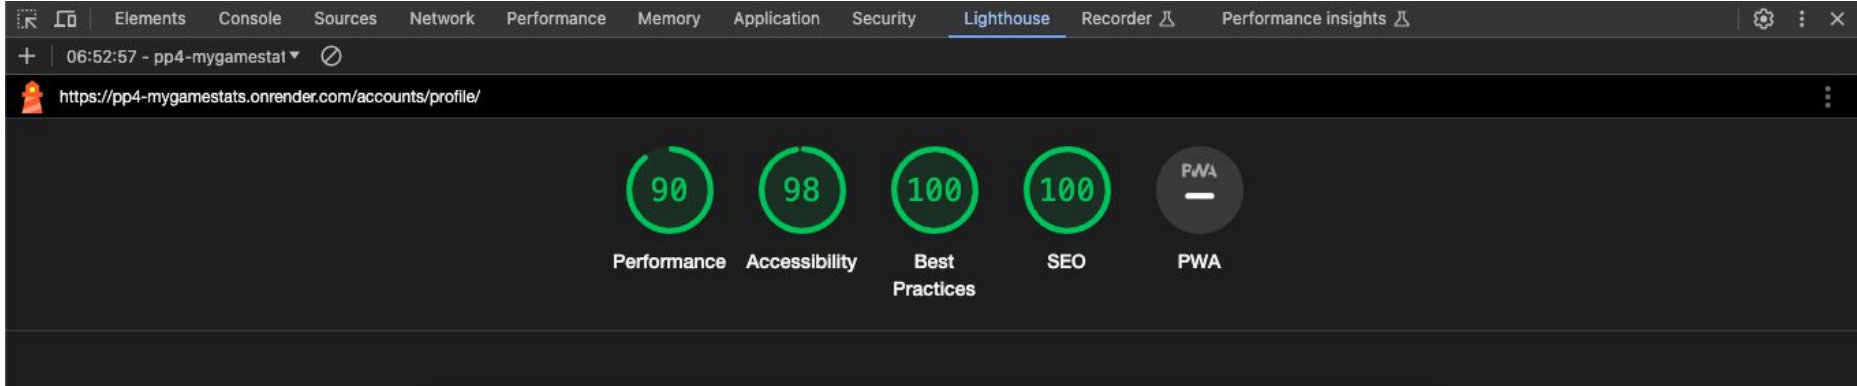 Elements Console Sources Network Performance Memory Application Security Lighthouse Recorder Performance insights
06:52:57 - pp4-mygamestat
https://pp4-mygamestats.onrender.com/accounts/profile/
90 98 100 100 PWA
Performance Accessibility Best Practices SEO PWA